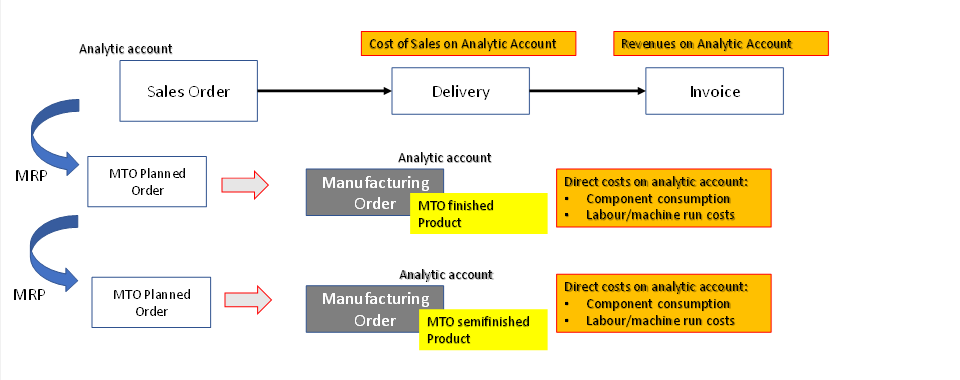 Analytic account
Cost of Sales on Analytic Account
Revenues on Analytic Account
Sales Order
Delivery
Invoice
MRP
MTO Planned
Order
Analytic account
Manufacturing
Order
MTO finished
Product
Direct costs on analytic account:
• Component consumption
• Labour/machine run costs
MRP
MTO Planned
Order
Analytic account
Manufacturing
Order
MTO semifinished
Product
Direct costs on analytic account:
• Component consumption
• Labour/machine run costs